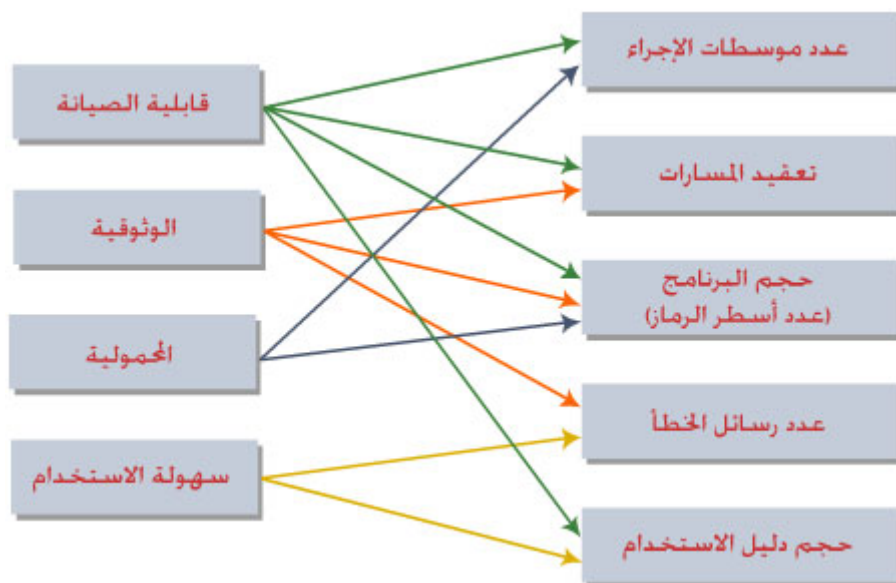 عدد موسطات الإجراء
قابلية الصيانة
تعقيد المسارات
الوثوقية
حجم البرنامج
(عدد أسطر الرماز)
المحمولية
عدد رسائل الخطأ
سهولة الاستخدام
حجم دليل الاستخدام